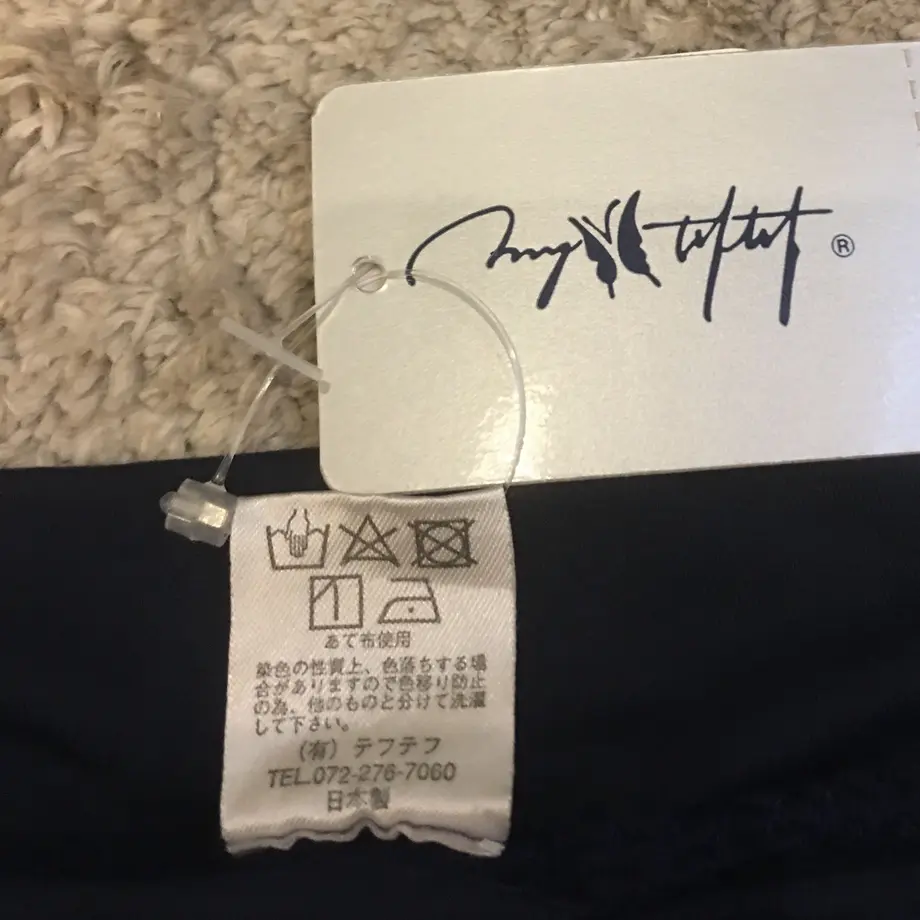 my teftef ®
あて布使用
染色の性質上、色落ちする場
合がありますので色移り防止
の為、他のものと分けて洗濯
して下さい。
(有) テフテフ
TEL.072-276-7060
日本製